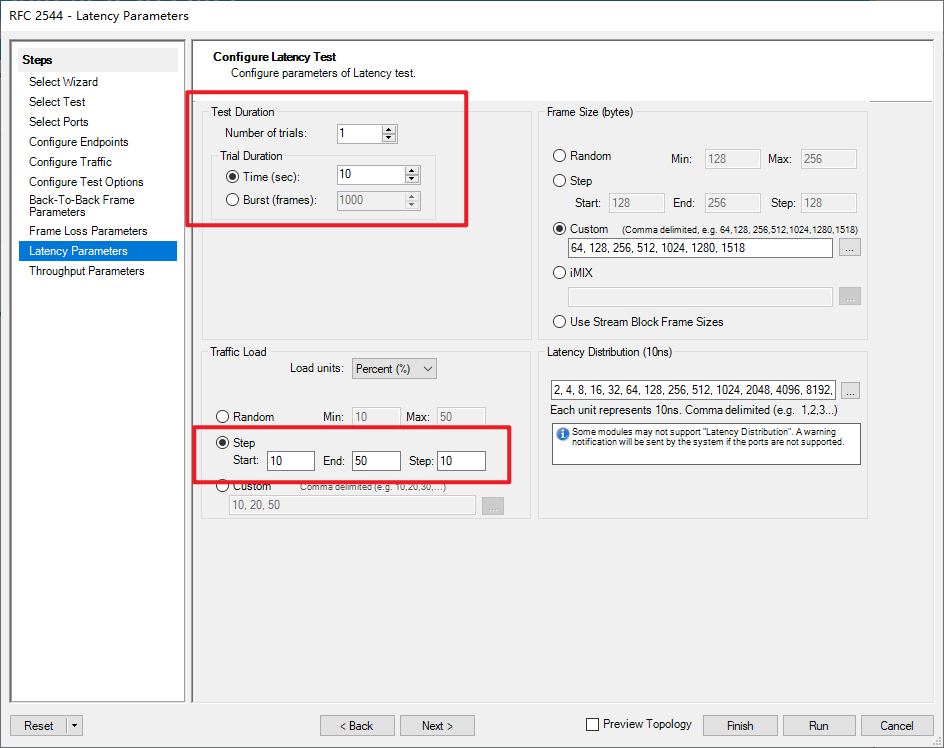 RFC 2544 - Latency Parameters
Steps
Select Wizard
Select Test
Select Ports
Configure Endpoints
Configure Traffic
Configure Test Options
Back-To-Back Frame
Parameters
Frame Loss Parameters
Latency Parameters
Throughput Parameters
Configure Latency Test
Configure parameters of Latency test.
Test Duration
Number of trials: 1
Trial Duration
Time (sec): 10
Burst (frames): 1000
Frame Size (bytes)
Random Min: 128 Max: 256
Step
Start: 128 End: 256 Step: 128
Custom (Comma delimited, e.g. 64,128, 256,512,1024,1280,1518)
64, 128, 256, 512, 1024, 1280, 1518 ...
iMIX
...
Use Stream Block Frame Sizes
Traffic Load
Load units: Percent (%)
Random Min: 10 Max: 50
Step
Start: 10 End: 50 Step: 10
Custom Comma delimited (e.g. 10,20,30,...)
10, 20, 50 ...
Latency Distribution (10ns)
2, 4, 8, 16, 32, 64, 128, 256, 512, 1024, 2048, 4096, 8192, ...
Each unit represents 10ns. Comma delimited (e.g. 1,2,3...)
Some modules may not support "Latency Distribution". A warning
notification will be sent by the system if the ports are not supported.
Reset < Back Next > Preview Topology Finish Run Cancel